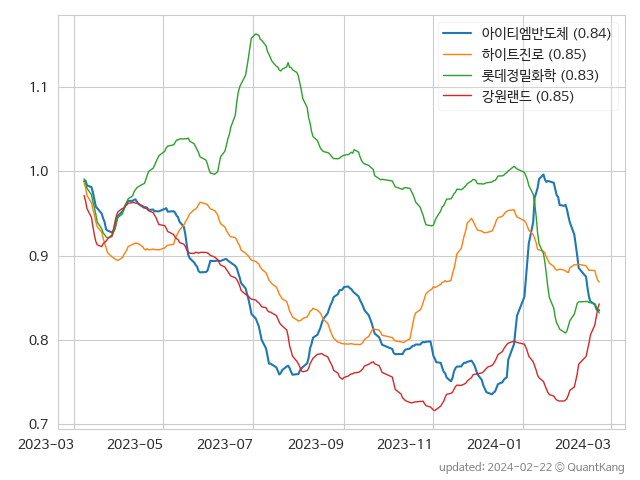 아이티엠반도체 (0.84)
하이트진로 (0.85)
롯데정밀화학 (0.83)
강원랜드 (0.85)
1.1
1.0
0.9
0.8
0.7
2023-03 2023-05 2023-07 2023-09 2023-11 2024-01 2024-03
updated: 2024-02-22 © QuantKang